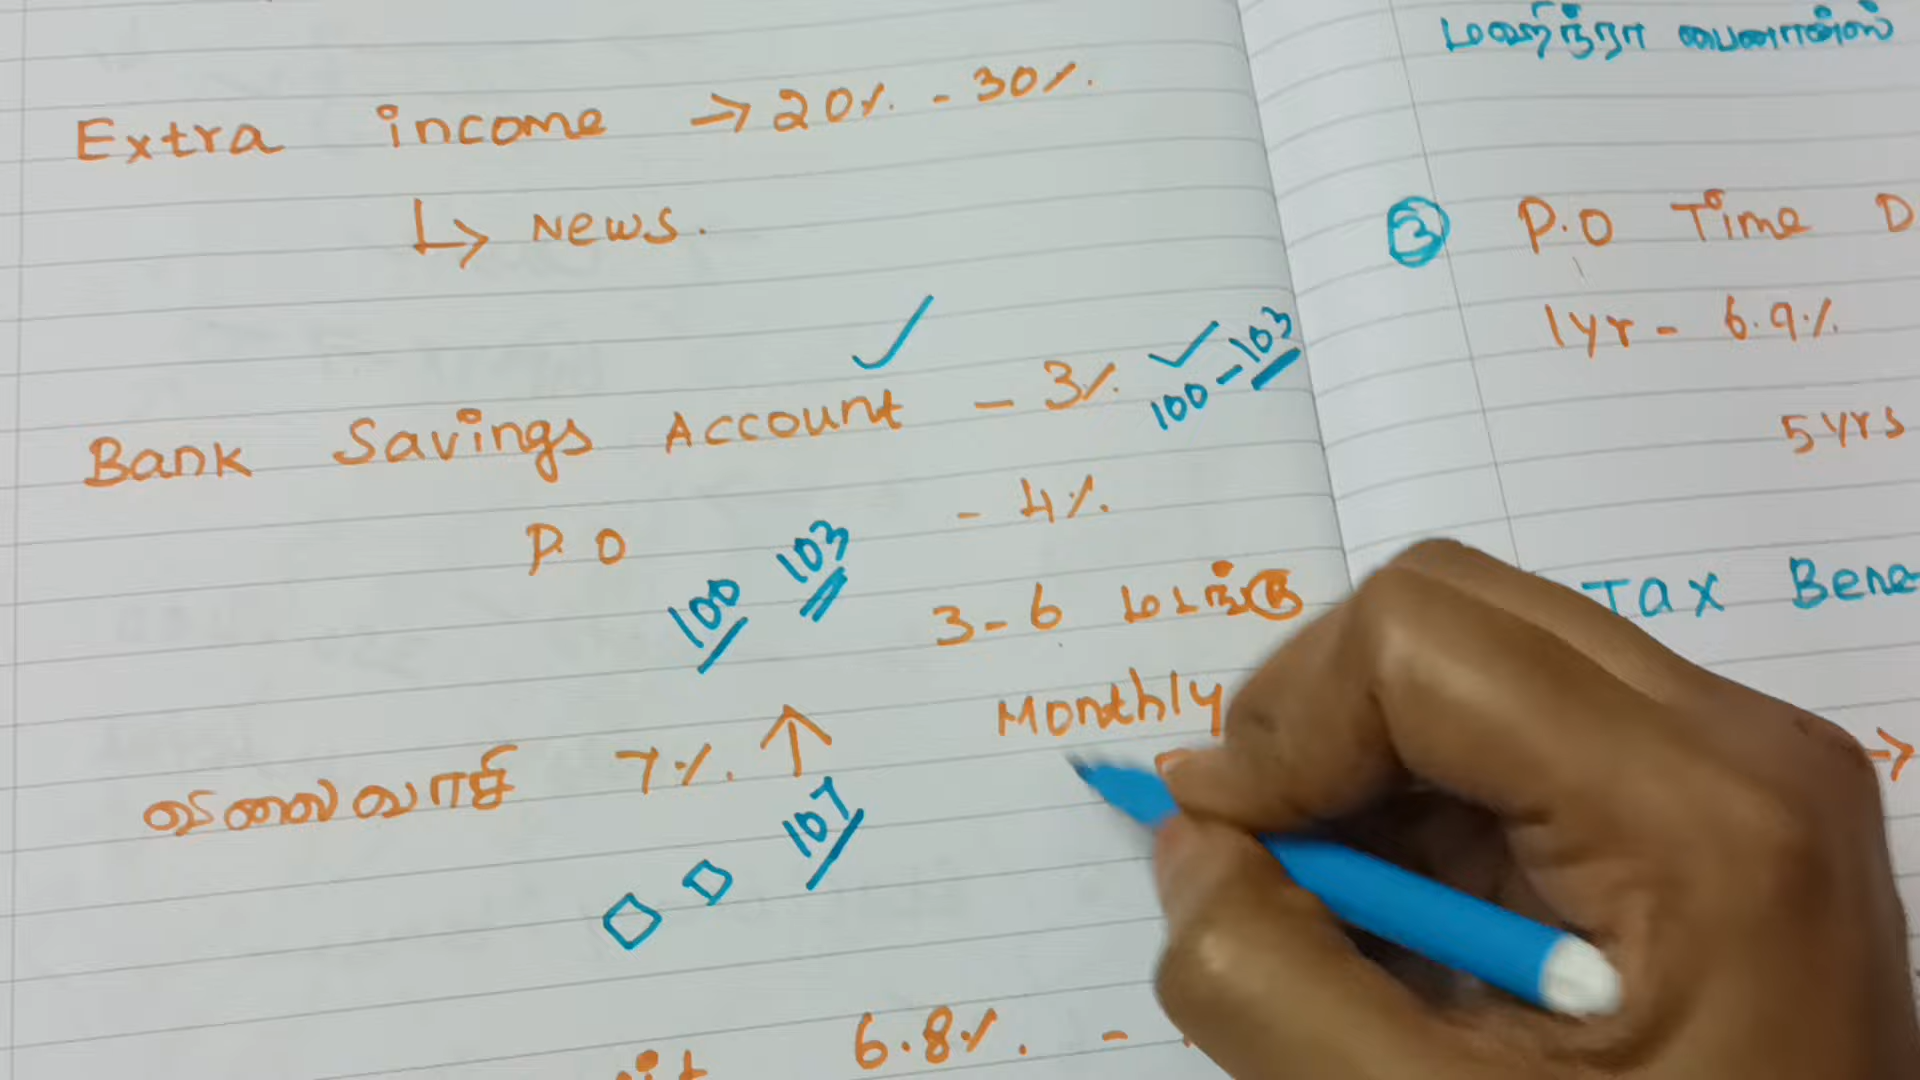 Extra income → 20% - 30%
↳ News.
Bank Savings Account - 3% ✓ 100 - 103
P.O - 4%
100 103
3 - 6 மடங்கு
Monthly
விலைவாசி 7% ↑
107
6.8% -
மஹிந்ரா பைனான்ஸ்
③ P.O Time D
1yr - 6.9%
5yrs
Tax Bene
→